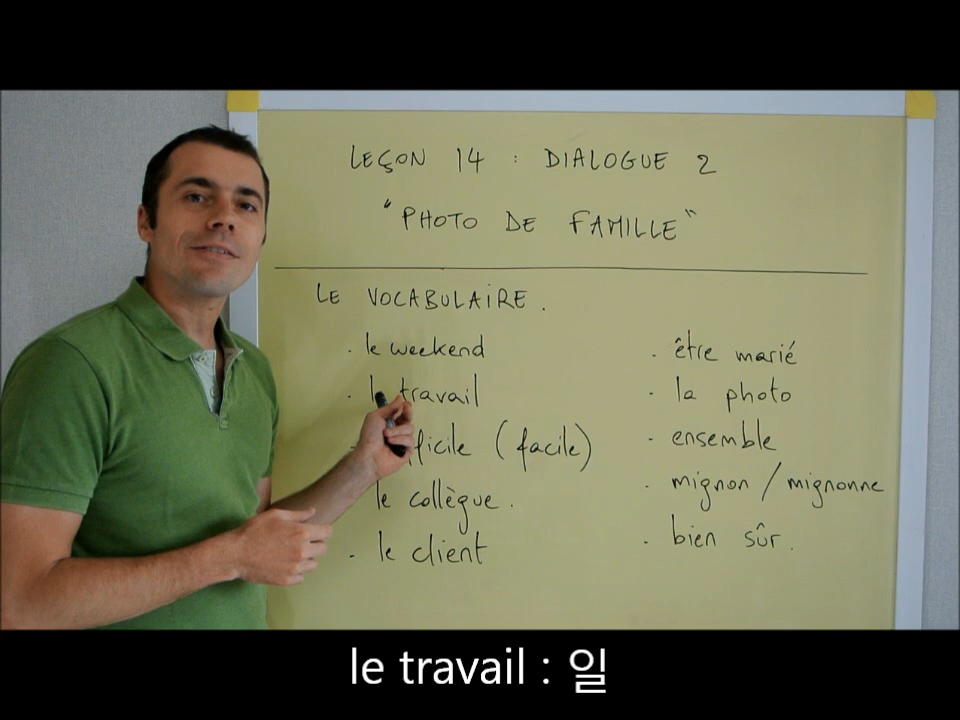 LEÇON 14 : DIALOGUE 2
"PHOTO DE FAMILLE"
LE VOCABULAIRE.
. le weekend
. le travail
(facile)
le collègue.
. le client
. être marié
. la photo
. ensemble
. mignon / mignonne
. bien sûr.
le travail : 일